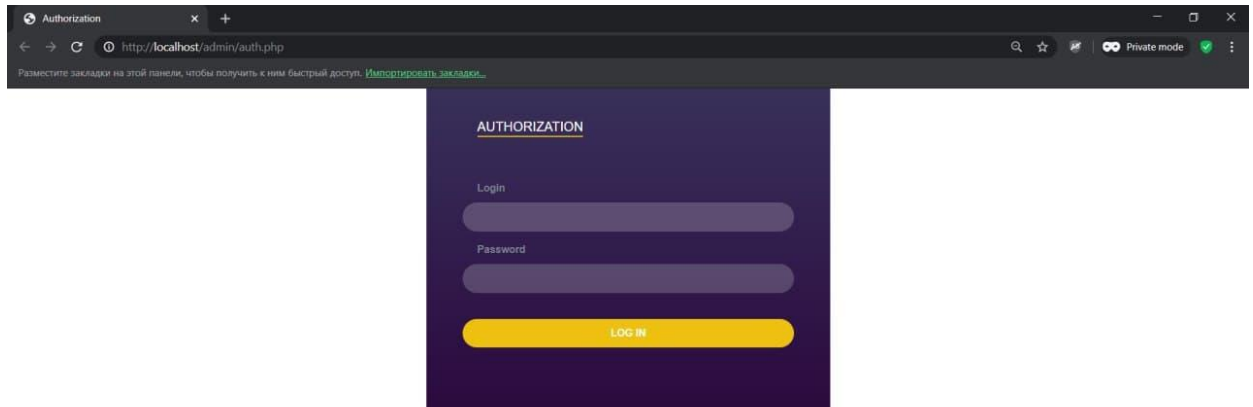 Authorization
http://localhost/admin/auth.php
Private mode
Разместите закладки на этой панели, чтобы получить к ним быстрый доступ. Импортировать закладки...
AUTHORIZATION
Login
Password
LOG IN